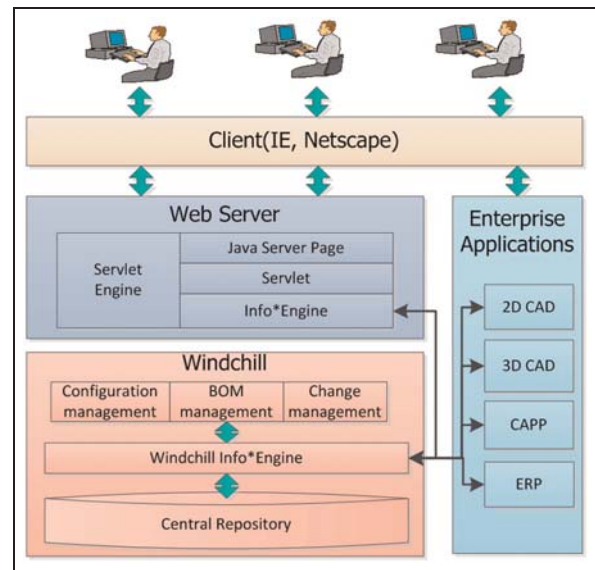 Client(IE, Netscape)
Web Server
Servlet
Engine
Java Server Page
Servlet
Info*Engine
Enterprise
Applications
2D CAD
3D CAD
CAPP
ERP
Windchill
Configuration
management
BOM
management
Change
management
Windchill Info*Engine
Central Repository